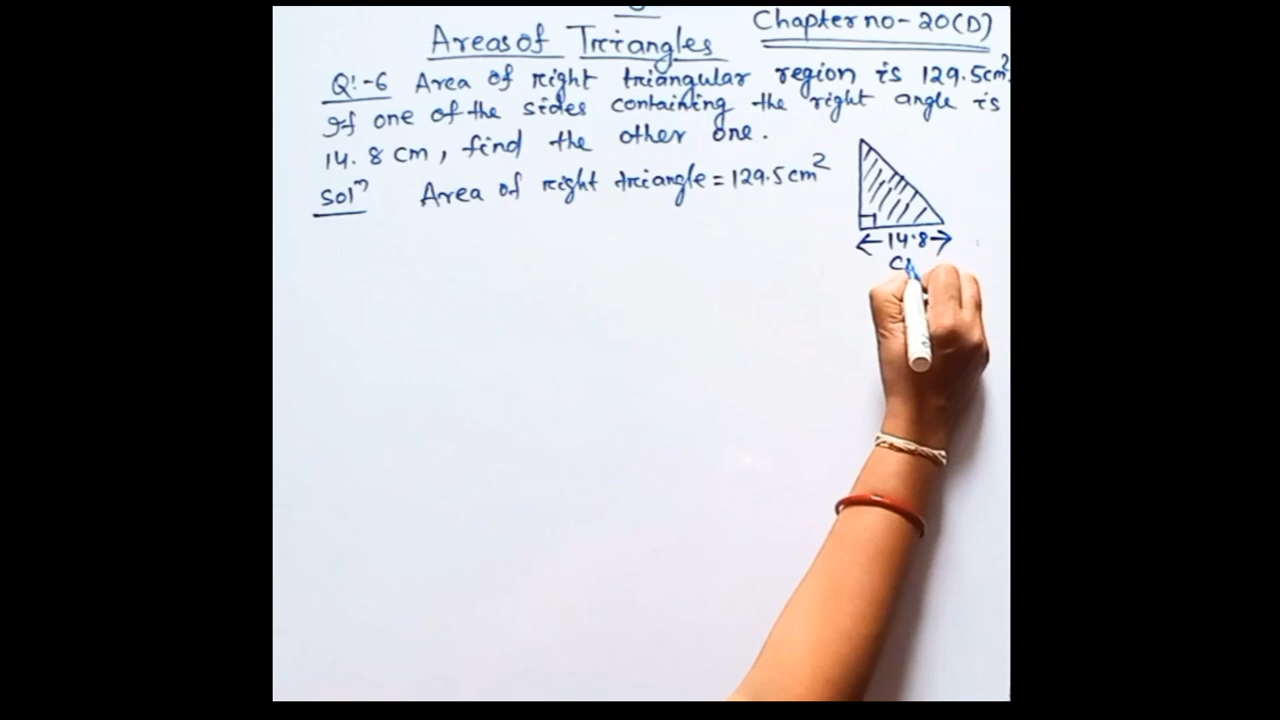 Chapter no - 20(D)
Areas of Triangles
Q:-6 Area of right triangular region is 129.5cm²
If one of the sides containing the right angle is
14.8 cm, find the other one.
Solⁿ Area of right triangle = 129.5 cm²
14.8